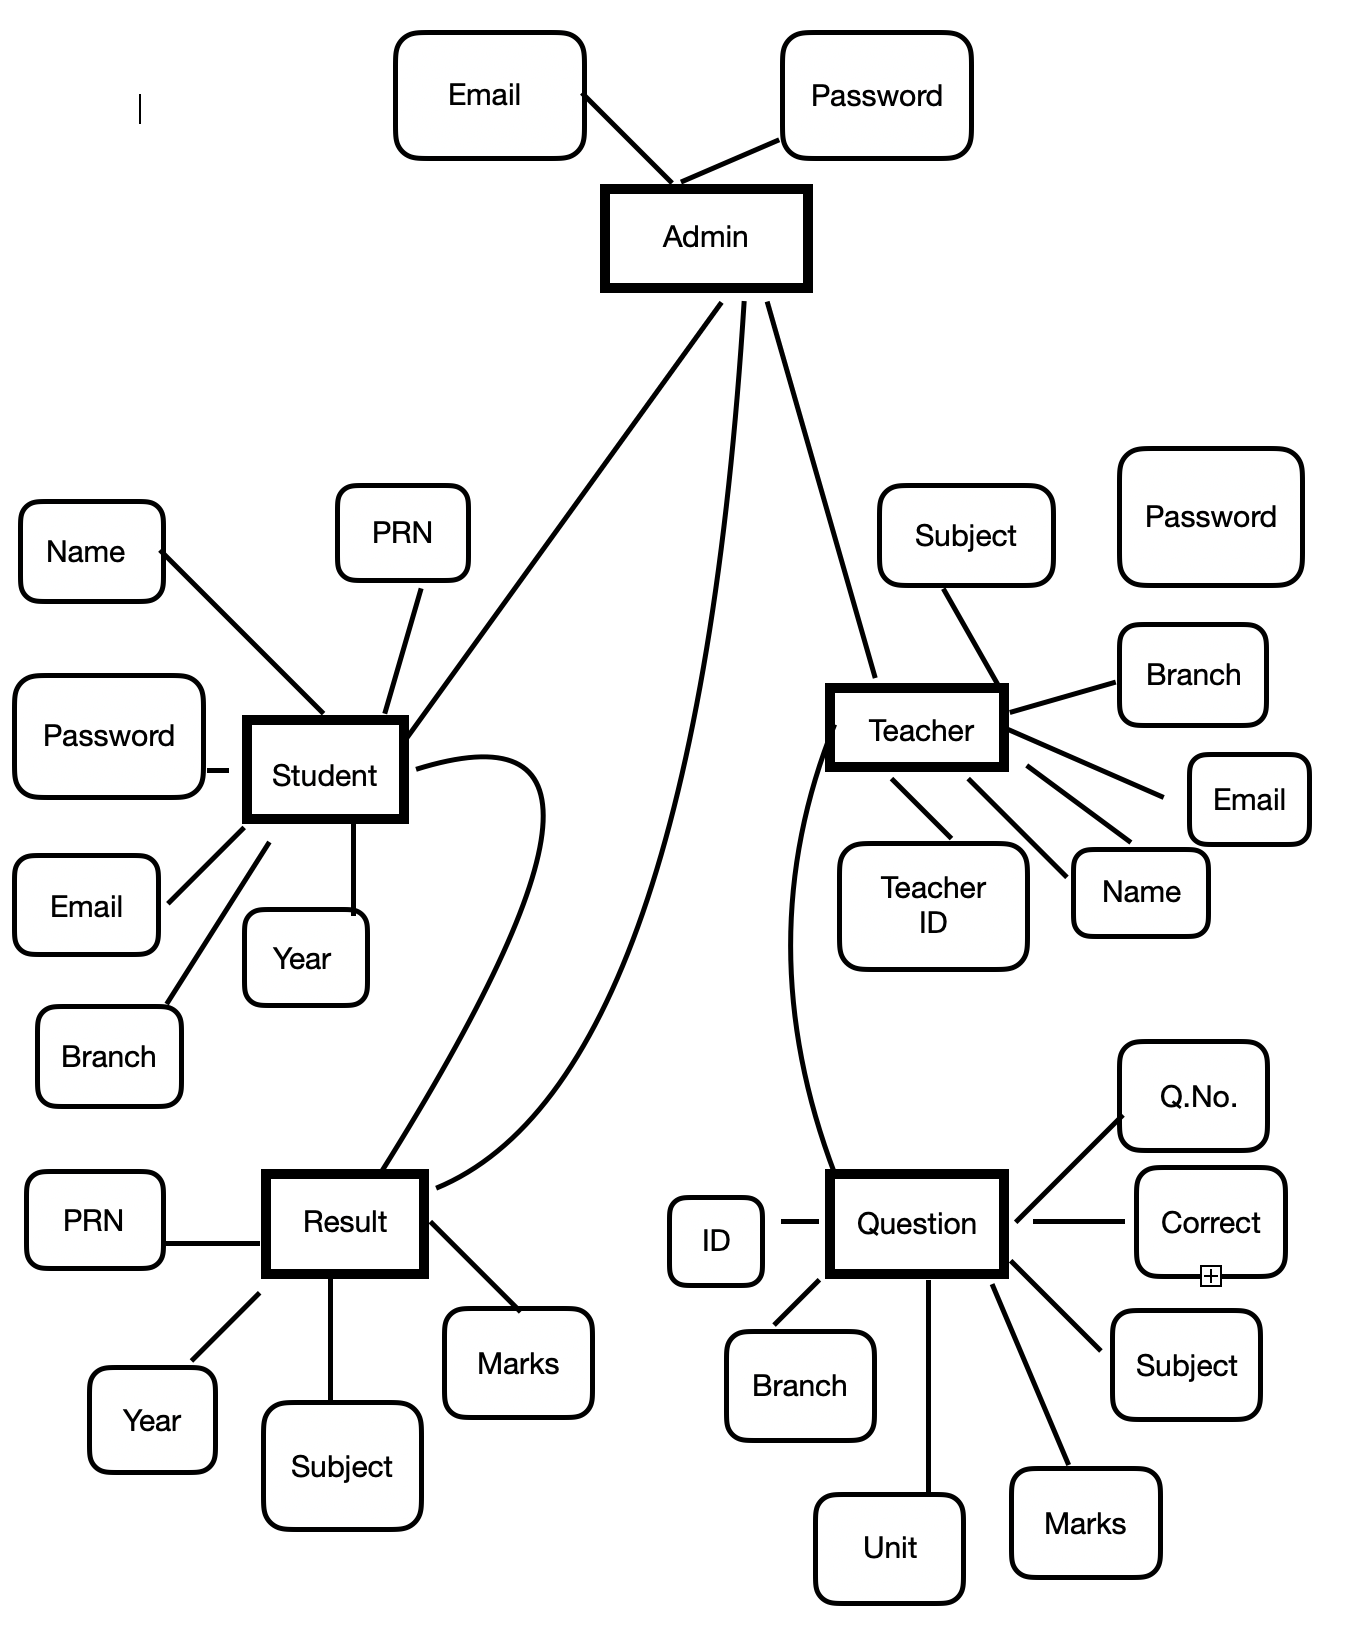 Email
Password
Admin
Name
PRN
Password
Student
Email
Year
Branch
Subject
Password
Branch
Teacher
Email
Teacher
ID
Name
PRN
Result
Marks
Year
Subject
Q.No.
ID
Question
Correct
Branch
Subject
Unit
Marks